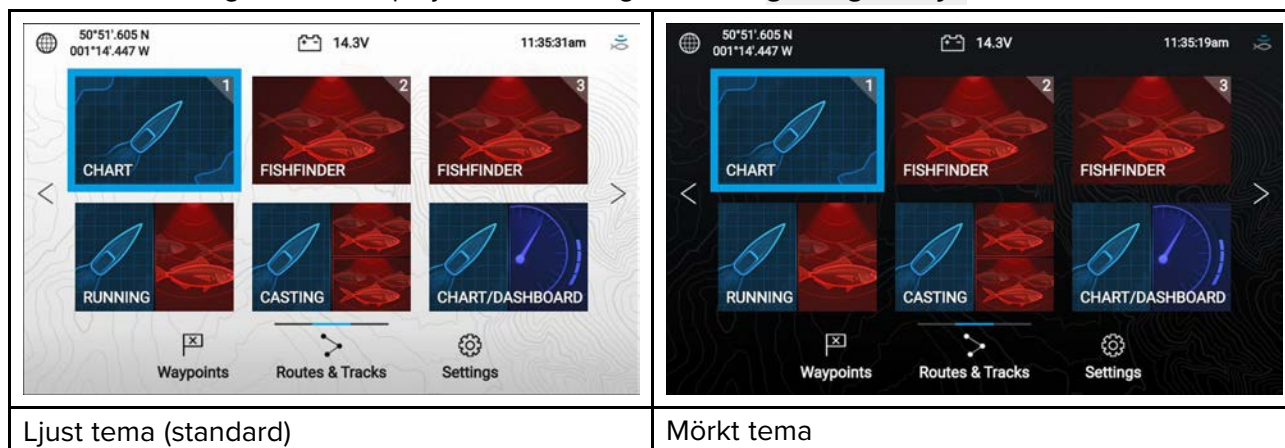 50°51'.605 N
001°14'.447 W
14.3V
11:35:31am
1
2
3
CHART
FISHFINDER
FISHFINDER
RUNNING
CASTING
CHART/DASHBOARD
Waypoints
Routes & Tracks
Settings
50°51'.605 N
001°14'.447 W
14.3V
11:35:19am
1
2
3
CHART
FISHFINDER
FISHFINDER
RUNNING
CASTING
CHART/DASHBOARD
Waypoints
Routes & Tracks
Settings
Ljust tema (standard)
Mörkt tema